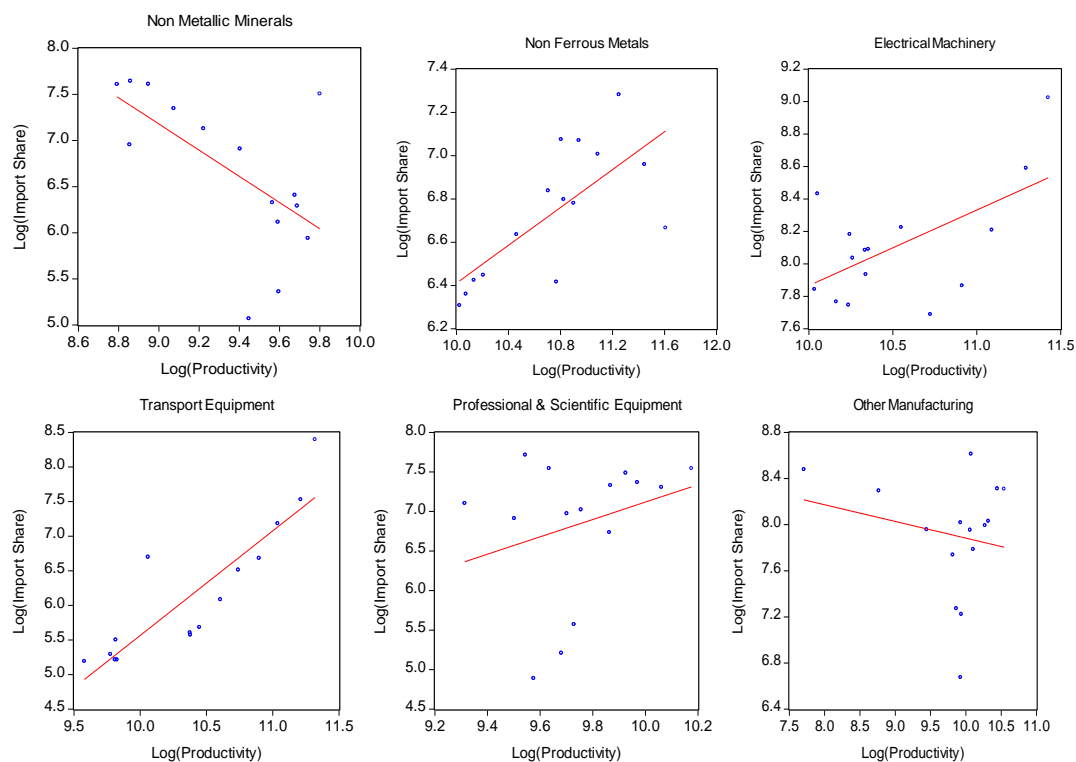 Non Metallic Minerals
8.0
7.5
7.0
6.5
6.0
5.5
5.0
Log(Import Share)
8.6 8.8 9.0 9.2 9.4 9.6 9.8 10.0
Log(Productivity)
Non Ferrous Metals
7.4
7.2
7.0
6.8
6.6
6.4
6.2
Log(Import Share)
10.0 10.4 10.8 11.2 11.6 12.0
Log(Productivity)
Electrical Machinery
9.2
9.0
8.8
8.6
8.4
8.2
8.0
7.8
7.6
Log(Import Share)
10.0 10.5 11.0 11.5
Log(Productivity)
Transport Equipment
8.5
8.0
7.5
7.0
6.5
6.0
5.5
5.0
4.5
Log(Import Share)
9.5 10.0 10.5 11.0 11.5
Log(Productivity)
Professional & Scientific Equipment
8.0
7.5
7.0
6.5
6.0
5.5
5.0
4.5
Log(Import Share)
9.2 9.4 9.6 9.8 10.0 10.2
Log(Productivity)
Other Manufacturing
8.8
8.4
8.0
7.6
7.2
6.8
6.4
Log(Import Share)
7.5 8.0 8.5 9.0 9.5 10.0 10.5 11.0
Log(Productivity)